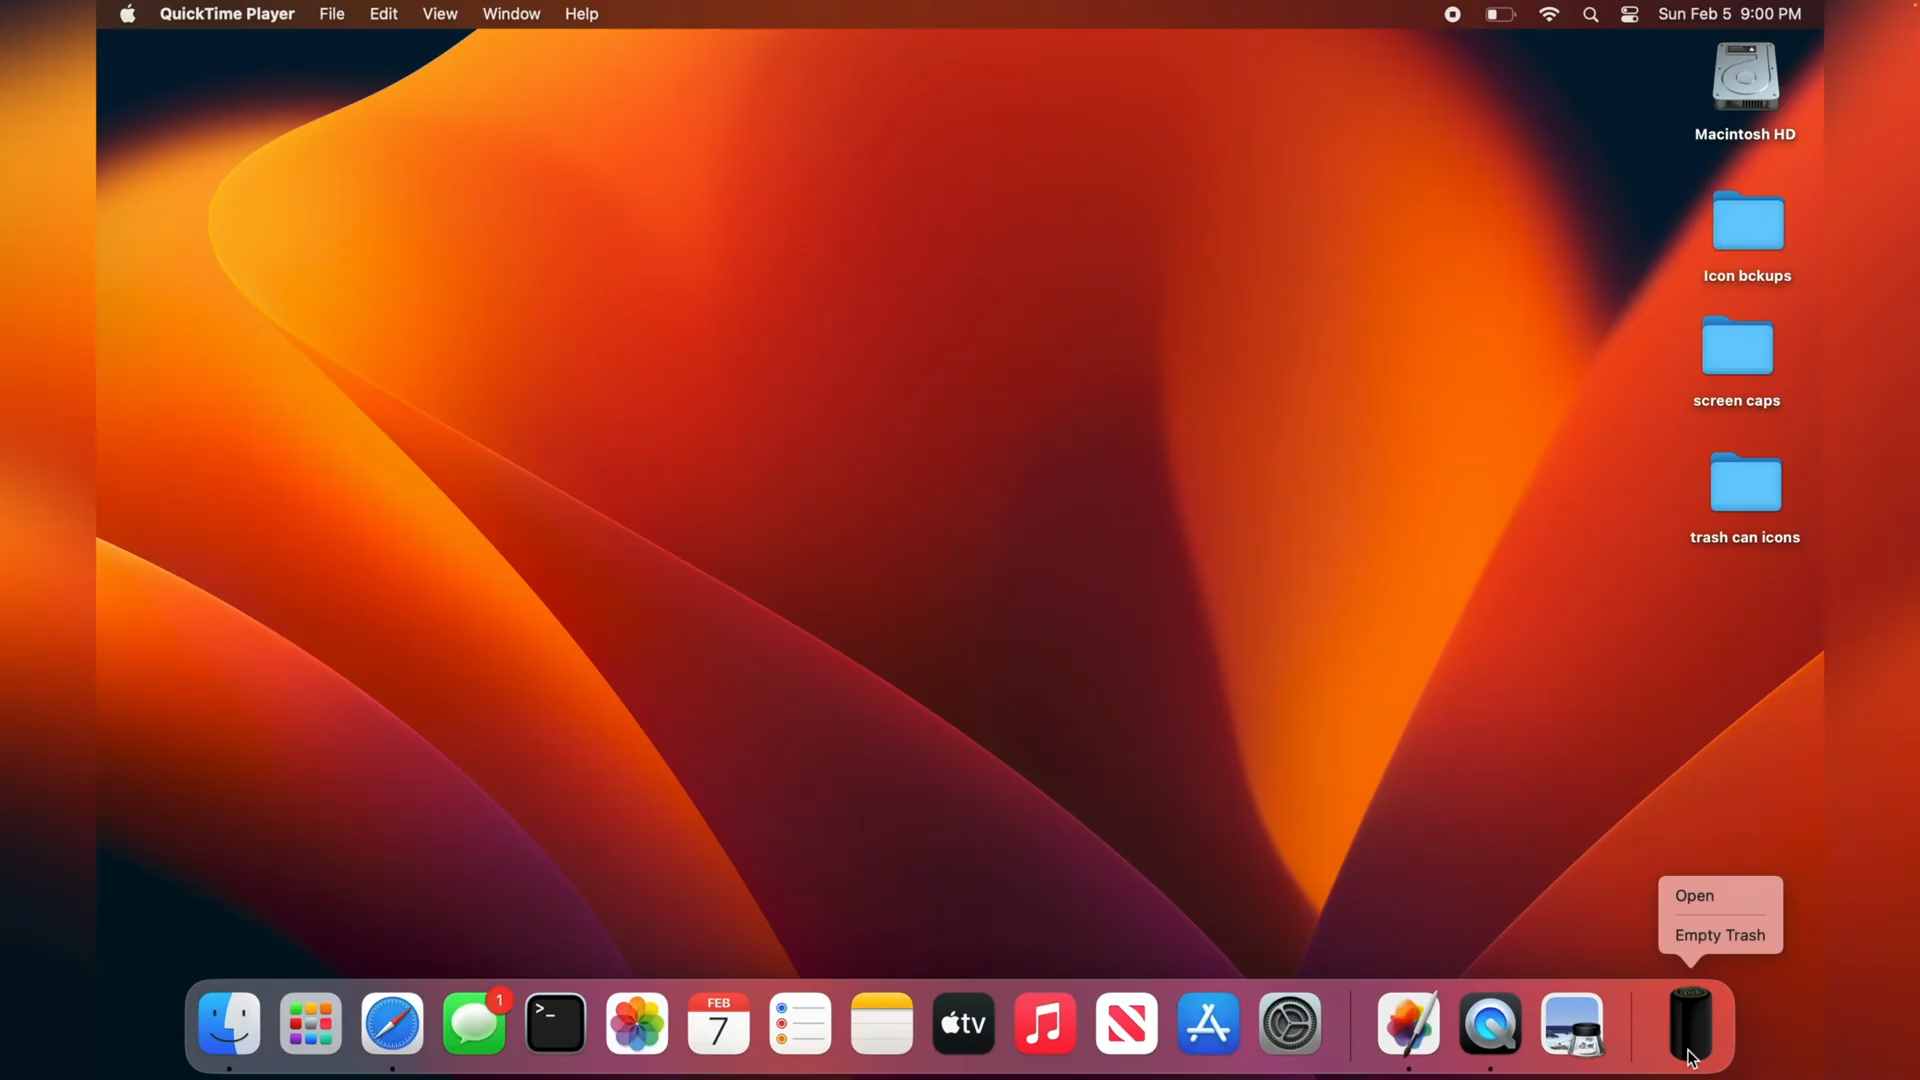 QuickTime Player File Edit View Window Help Sun Feb 5 9:00 PM
Macintosh HD
Icon bckups
screen caps
trash can icons
Open
Empty Trash
1
>_
FEB
7
tv